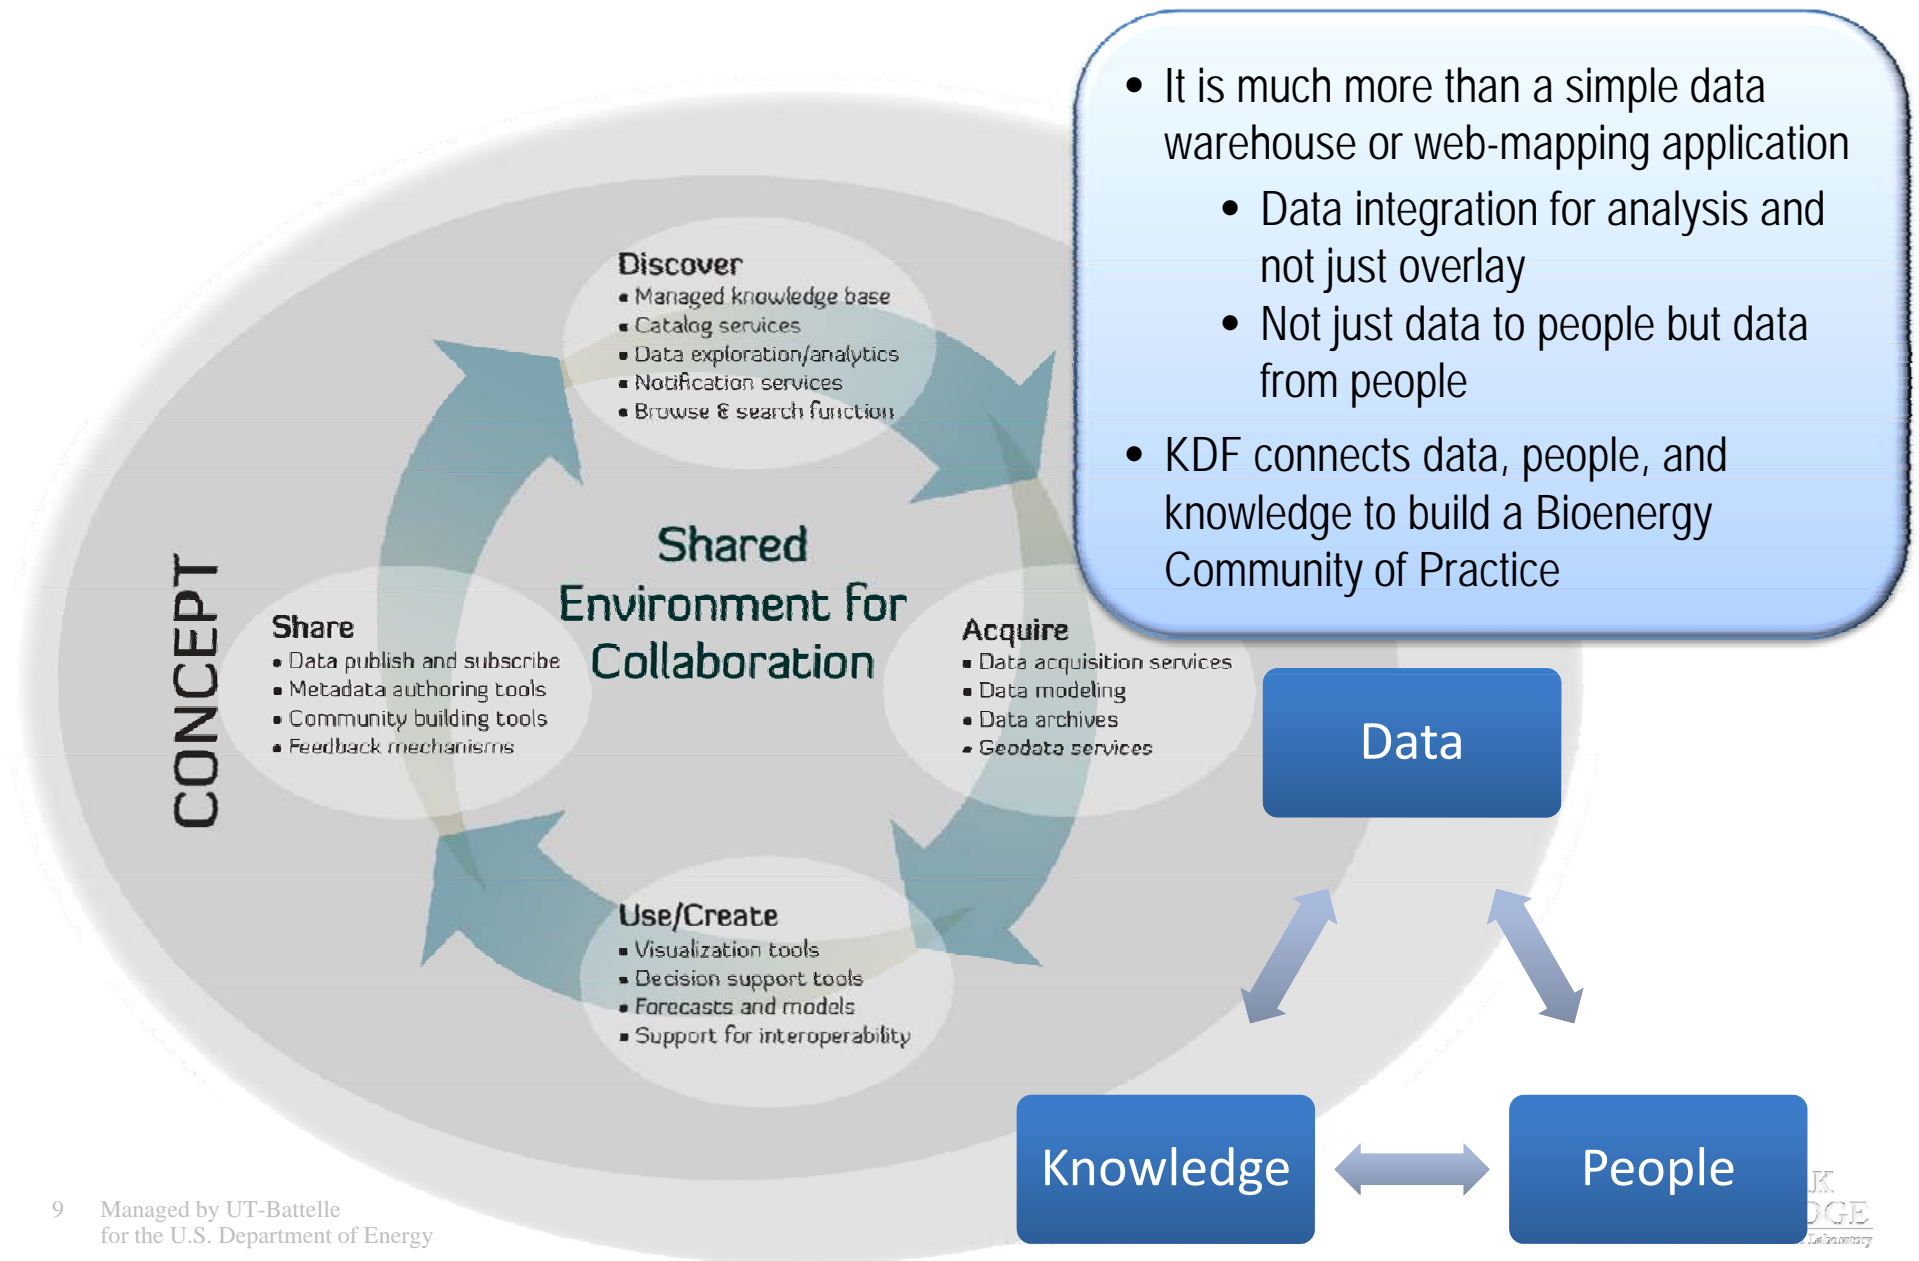 • It is much more than a simple data
warehouse or web-mapping application
• Data integration for analysis and
not just overlay
• Not just data to people but data
from people
• KDF connects data, people, and
knowledge to build a Bioenergy
Community of Practice
CONCEPT
Discover
▪ Managed knowledge base
▪ Catalog services
▪ Data exploration/analytics
▪ Notification services
▪ Browse & search function
Shared
Environment for
Collaboration
Share
▪ Data publish and subscribe
▪ Metadata authoring tools
▪ Community building tools
▪ Feedback mechanisms
Acquire
▪ Data acquisition services
▪ Data modeling
▪ Data archives
▪ Geodata services
Use/Create
▪ Visualization tools
▪ Decision support tools
▪ Forecasts and models
▪ Support for interoperability
Data
Knowledge
People
9 Managed by UT-Battelle
for the U.S. Department of Energy
Laboratory